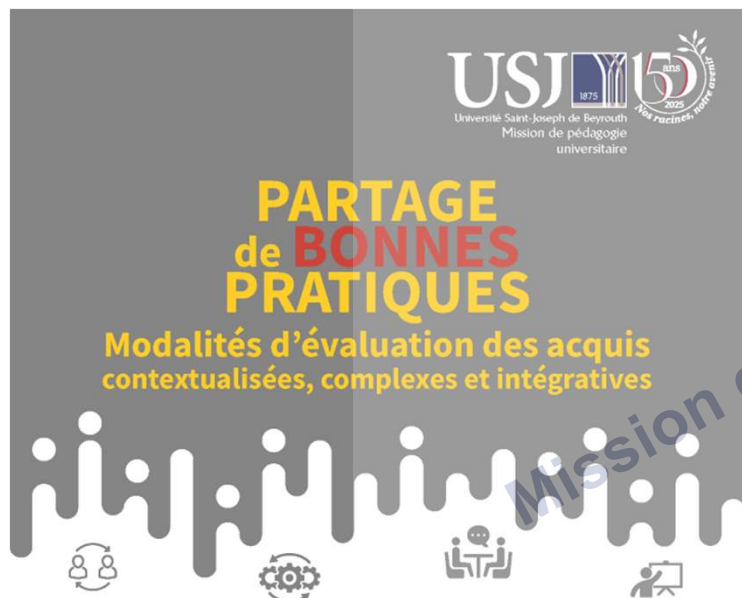 USJ
1875
150
ans
2025
Nos racines, notre avenir
Université Saint-Joseph de Beyrouth
Mission de pédagogie
universitaire
PARTAGE
de BONNES
PRATIQUES
Modalités d’évaluation des acquis
contextualisées, complexes et intégratives
Mission